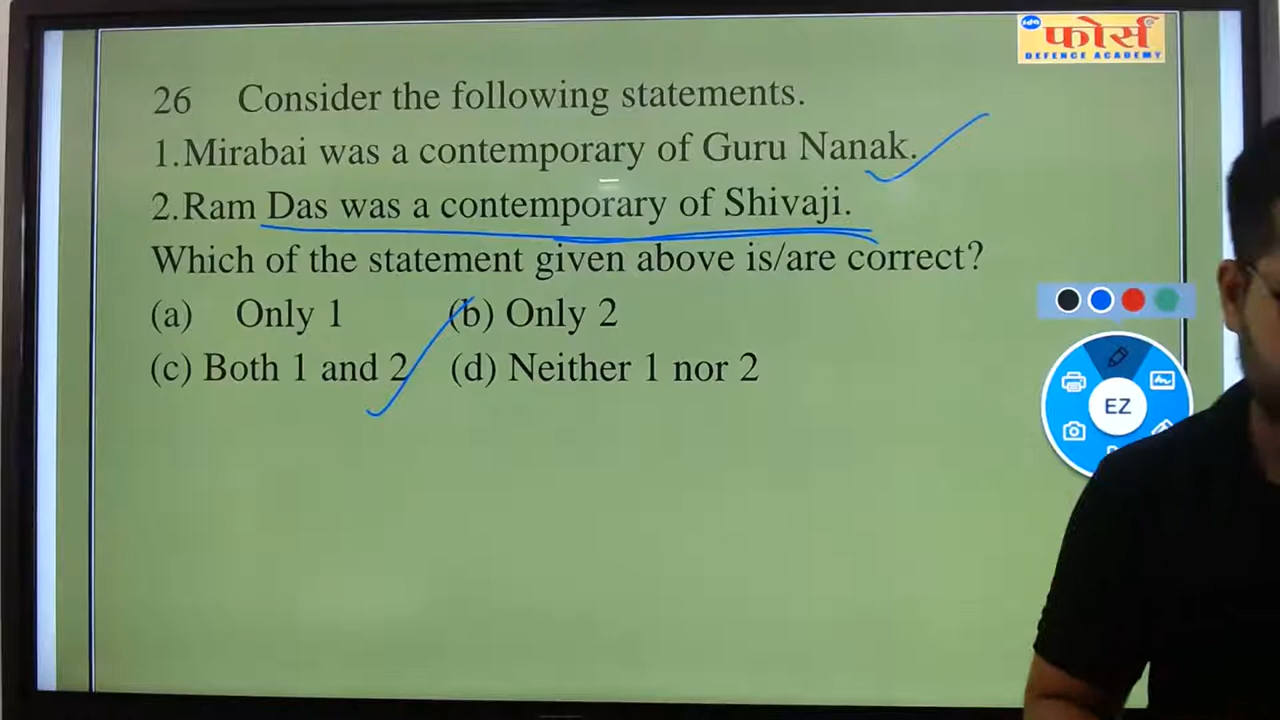 फोर्स
DEFENCE ACADEMY
26 Consider the following statements.
1.Mirabai was a contemporary of Guru Nanak.
2.Ram Das was a contemporary of Shivaji.
Which of the statement given above is/are correct?
(a) Only 1 (b) Only 2
(c) Both 1 and 2 (d) Neither 1 nor 2
EZ